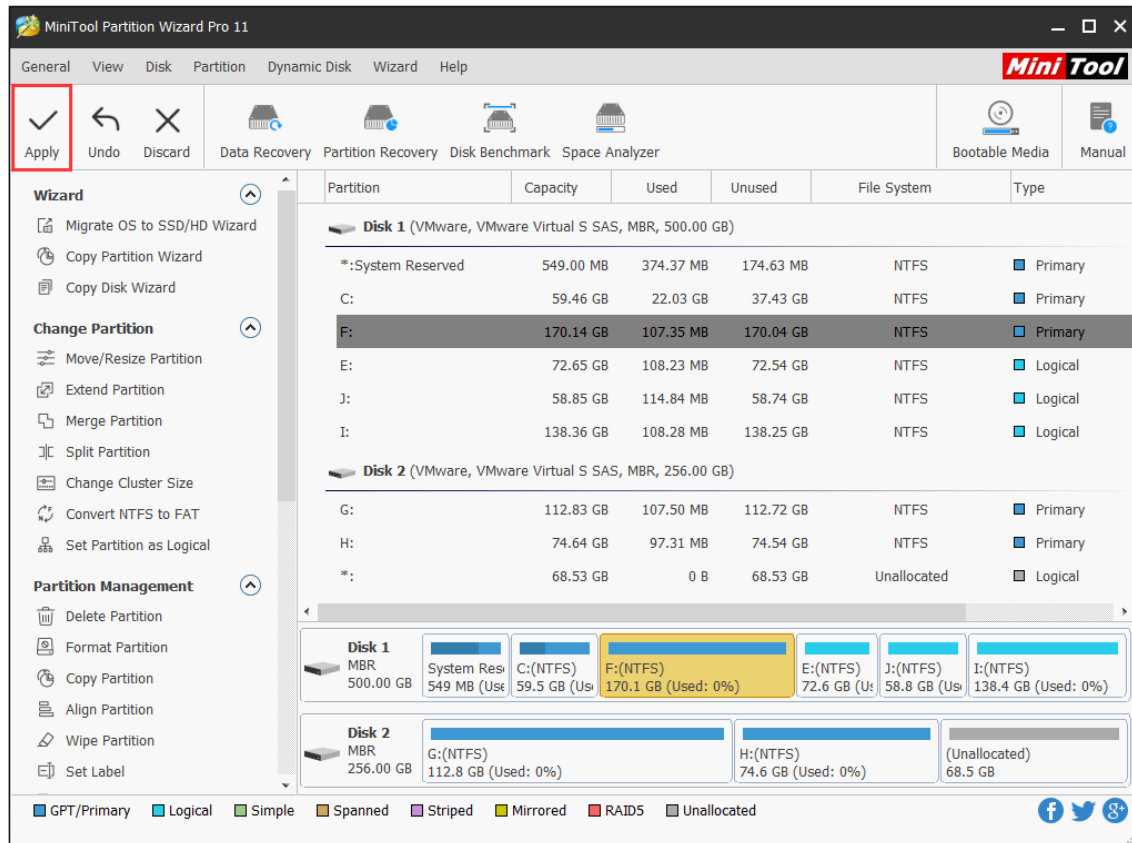 MiniTool Partition Wizard Pro 11
General View Disk Partition Dynamic Disk Wizard Help
Mini Tool
Apply Undo Discard Data Recovery Partition Recovery Disk Benchmark Space Analyzer Bootable Media Manual
Wizard
Migrate OS to SSD/HD Wizard
Copy Partition Wizard
Copy Disk Wizard
Change Partition
Move/Resize Partition
Extend Partition
Merge Partition
Split Partition
Change Cluster Size
Convert NTFS to FAT
Set Partition as Logical
Partition Management
Delete Partition
Format Partition
Copy Partition
Align Partition
Wipe Partition
Set Label
Partition Capacity Used Unused File System Type
Disk 1 (VMware, VMware Virtual S SAS, MBR, 500.00 GB)
*:System Reserved 549.00 MB 374.37 MB 174.63 MB NTFS Primary
C: 59.46 GB 22.03 GB 37.43 GB NTFS Primary
F: 170.14 GB 107.35 MB 170.04 GB NTFS Primary
E: 72.65 GB 108.23 MB 72.54 GB NTFS Logical
J: 58.85 GB 114.84 MB 58.74 GB NTFS Logical
I: 138.36 GB 108.28 MB 138.25 GB NTFS Logical
Disk 2 (VMware, VMware Virtual S SAS, MBR, 256.00 GB)
G: 112.83 GB 107.50 MB 112.72 GB NTFS Primary
H: 74.64 GB 97.31 MB 74.54 GB NTFS Primary
*: 68.53 GB 0 B 68.53 GB Unallocated Logical
Disk 1
MBR
500.00 GB
System Res
549 MB (Use
C:(NTFS)
59.5 GB (Us
F:(NTFS)
170.1 GB (Used: 0%)
E:(NTFS)
72.6 GB (Us
J:(NTFS)
58.8 GB (Us
I:(NTFS)
138.4 GB (Used: 0%)
Disk 2
MBR
256.00 GB
G:(NTFS)
112.8 GB (Used: 0%)
H:(NTFS)
74.6 GB (Used: 0%)
(Unallocated)
68.5 GB
GPT/Primary Logical Simple Spanned Striped Mirrored RAID5 Unallocated